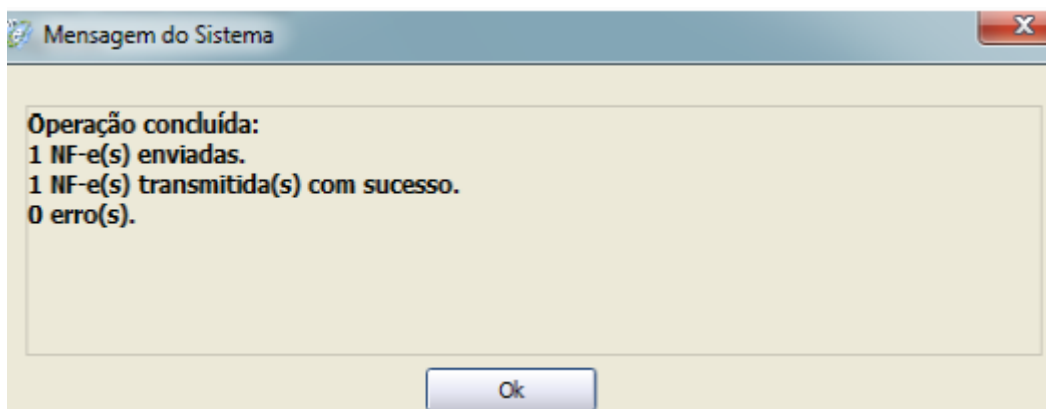 Mensagem do Sistema
X
Operação concluída:
1 NF-e(s) enviadas.
1 NF-e(s) transmitida(s) com sucesso.
0 erro(s).
Ok